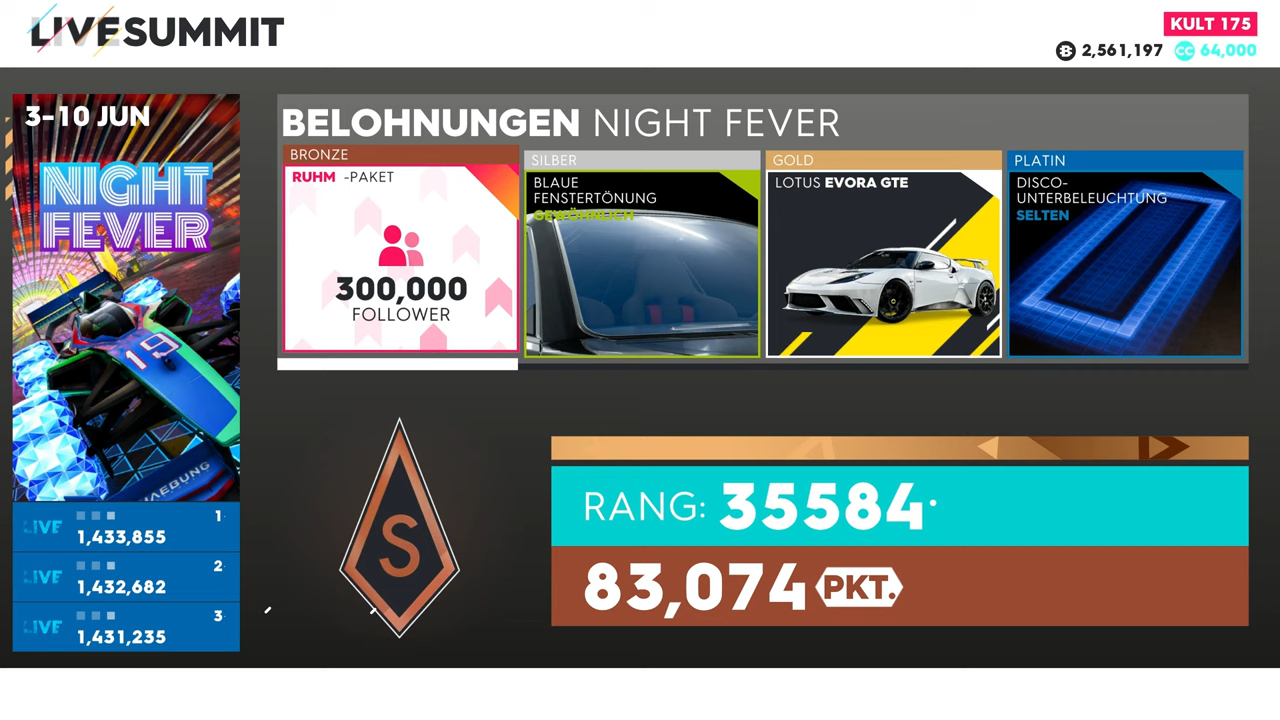 LIVESUMMIT
KULT 175
2,561,197 CC 64,000
3-10 JUN
NIGHT
FEVER
19
LIVE 1.
1,433,855
LIVE 2.
1,432,682
LIVE 3.
1,431,235
BELOHNUNGEN NIGHT FEVER
BRONZE
RUHM -PAKET
300,000
FOLLOWER
SILBER
BLAUE
FENSTERTÖNUNG
GEWÖHNLICH
GOLD
LOTUS EVORA GTE
PLATIN
DISCO-
UNTERBELEUCHTUNG
SELTEN
S
RANG: 35584.
83,074 PKT.